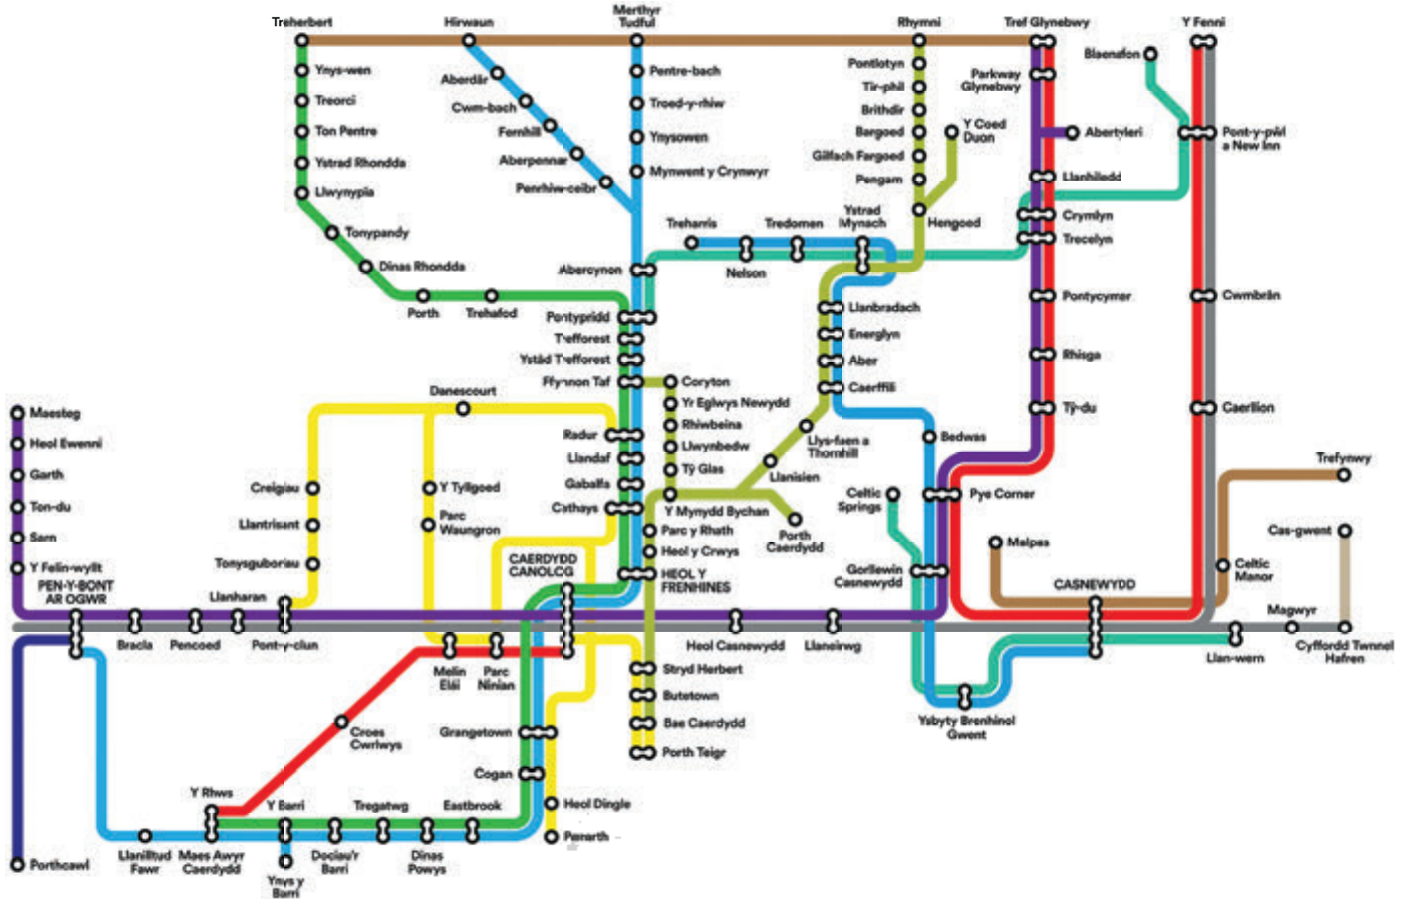 Treherbert
Hirwaun
Merthyr
Tudful
Rhymni
Tref Glynebwy
Y Fenni
Ynys-wen
Treorci
Ton Pentre
Ystrad Rhondda
Llwynypia
Tonypandy
Dinas Rhondda
Porth
Trehafod
Aberdâr
Cwm-bach
Fernhill
Aberpennar
Penrhiw-ceibr
Pentre-bach
Troed-y-rhiw
Ynysowen
Mynwent y Crynwyr
Abercynon
Pontypridd
Trefforest
Ystâd Trefforest
Ffynnon Taf
Radur
Llandaf
Gabalfa
Cathays
Treharris
Nelson
Tredomen
Ystrad
Mynach
Pontlotyn
Tir-phil
Brithdir
Bargoed
Gilfach Fargoed
Pengam
Y Coed
Duon
Hengoed
Llanbradach
Energlyn
Aber
Caerffili
Llys-faen a
Thornhill
Llanisien
Porth
Caerdydd
Coryton
Yr Eglwys Newydd
Rhiwbeina
Llwynbedw
Tŷ Glas
Y Mynydd Bychan
Parc y Rhath
Heol y Crwys
HEOL Y
FRENHINES
Parkway
Glynebwy
Abertyleri
Llanhiledd
Crymlyn
Trecelyn
Pontycymer
Rhisga
Tŷ-du
Blaenafon
Pont-y-pŵl
a New Inn
Cwmbrân
Caerllion
Bedwas
Pye Corner
Celtic
Springs
Gorllewin
Casnewydd
Malpas
CASNEWYDD
Trefynwy
Cas-gwent
Celtic
Manor
Magwyr
Cyffordd Twnnel
Hafren
Llan-wern
Ysbyty Brenhinol
Gwent
Heol Casnewydd
Llaneirwg
Maesteg
Heol Ewenni
Garth
Ton-du
Sarn
Y Felin-wyllt
PEN-Y-BONT
AR OGWR
Bracla
Pencoed
Llanharan
Pont-y-clun
Danescourt
Creigiau
Llantrisant
Tonysguboriau
Y Tyllgoed
Parc
Waungron
CAERDYDD
CANOLOG
Melin
Elái
Parc
Ninian
Croes
Cwrlwys
Stryd Herbert
Butetown
Bae Caerdydd
Porth Teigr
Grangetown
Cogan
Heol Dingle
Penarth
Y Rhws
Y Barri
Tregatwg
Eastbrook
Llanilltud
Fawr
Maes Awyr
Caerdydd
Ynys y
Barri
Dociau'r
Barri
Dinas
Powys
Porthcawl